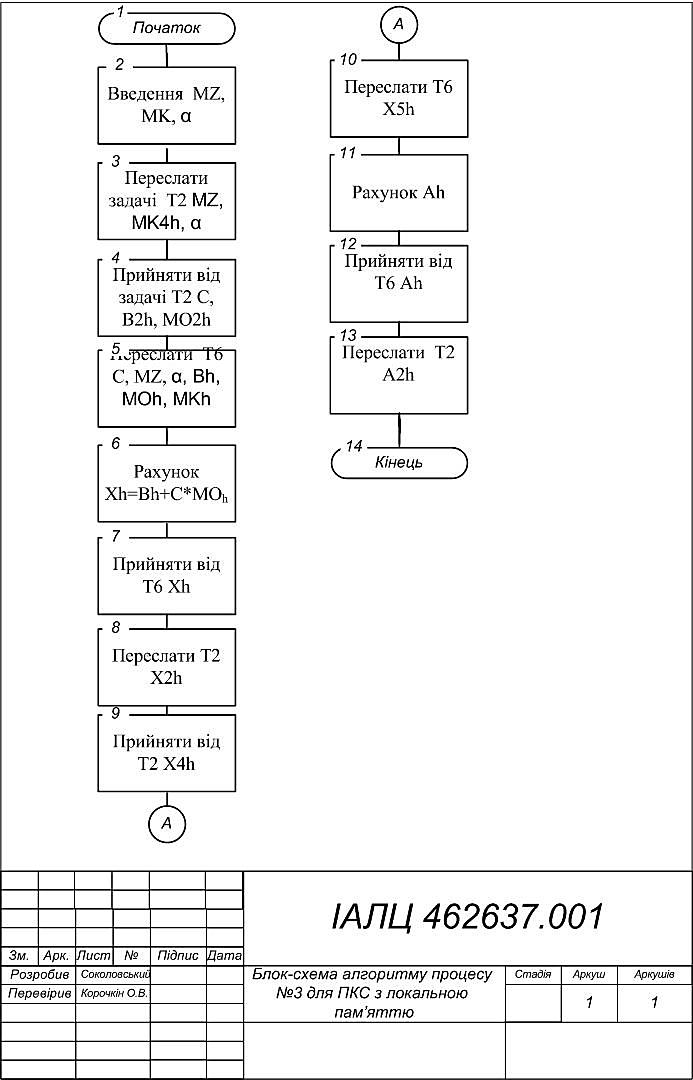 1
Початок
2
Введення MZ,
MK, α
3
Переслати
задачі T2 MZ,
MK4h, α
4
Прийняти від
задачі T2 C,
B2h, MO2h
5
Переслати T6
C, MZ, α, Bh,
MOh, MKh
6
Рахунок
Xh=Bh+C*MOh
7
Прийняти від
T6 Xh
8
Переслати T2
X2h
9
Прийняти від
T2 X4h
A
A
10
Переслати T6
X5h
11
Рахунок Ah
12
Прийняти від
T6 Ah
13
Переслати T2
A2h
14
Кінець
ІАЛЦ 462637.001
Зм. Арк. Лист № Підпис Дата
Розробив Соколовський
Перевірив Корочкін О.В.
Блок-схема алгоритму процесу
№3 для ПКС з локальною
пам’яттю
Стадія Аркуш Аркушів
1 1